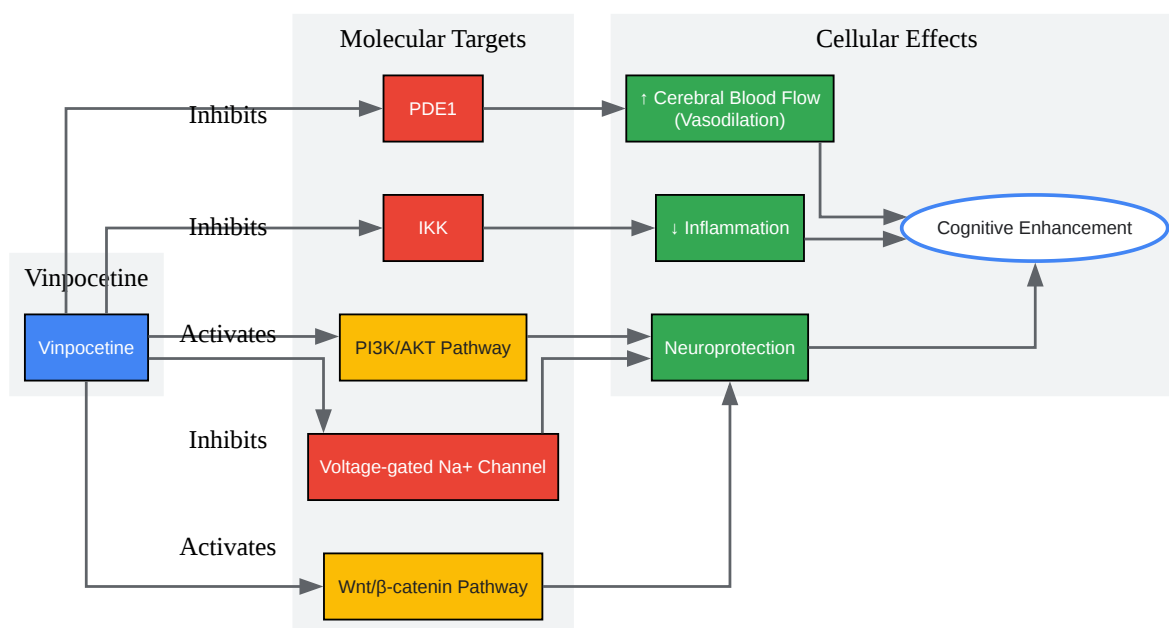 Molecular Targets
Cellular Effects
Inhibits
PDE1
↑ Cerebral Blood Flow
(Vasodilation)
Inhibits
IKK
↓ Inflammation
Cognitive Enhancement
Vinpocetine
Vinpocetine
Activates
PI3K/AKT Pathway
Neuroprotection
Inhibits
Voltage-gated Na+ Channel
Activates
Wnt/β-catenin Pathway